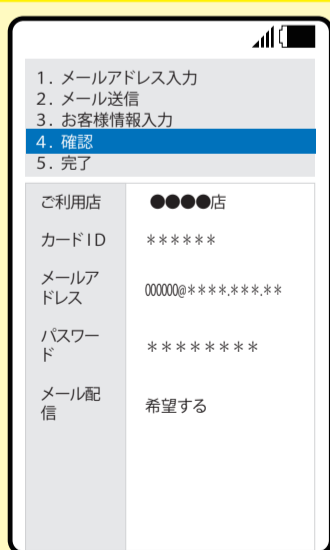 1. メールアドレス入力
2. メール送信
3. お客様情報入力
4. 確認
5. 完了
ご利用店 ●●●●店
カードID ＊＊＊＊＊＊
メールア
ドレス 000000@＊＊＊＊.＊＊＊.＊＊
パスワー
ド ＊＊＊＊＊＊＊＊
メール配
信 希望する